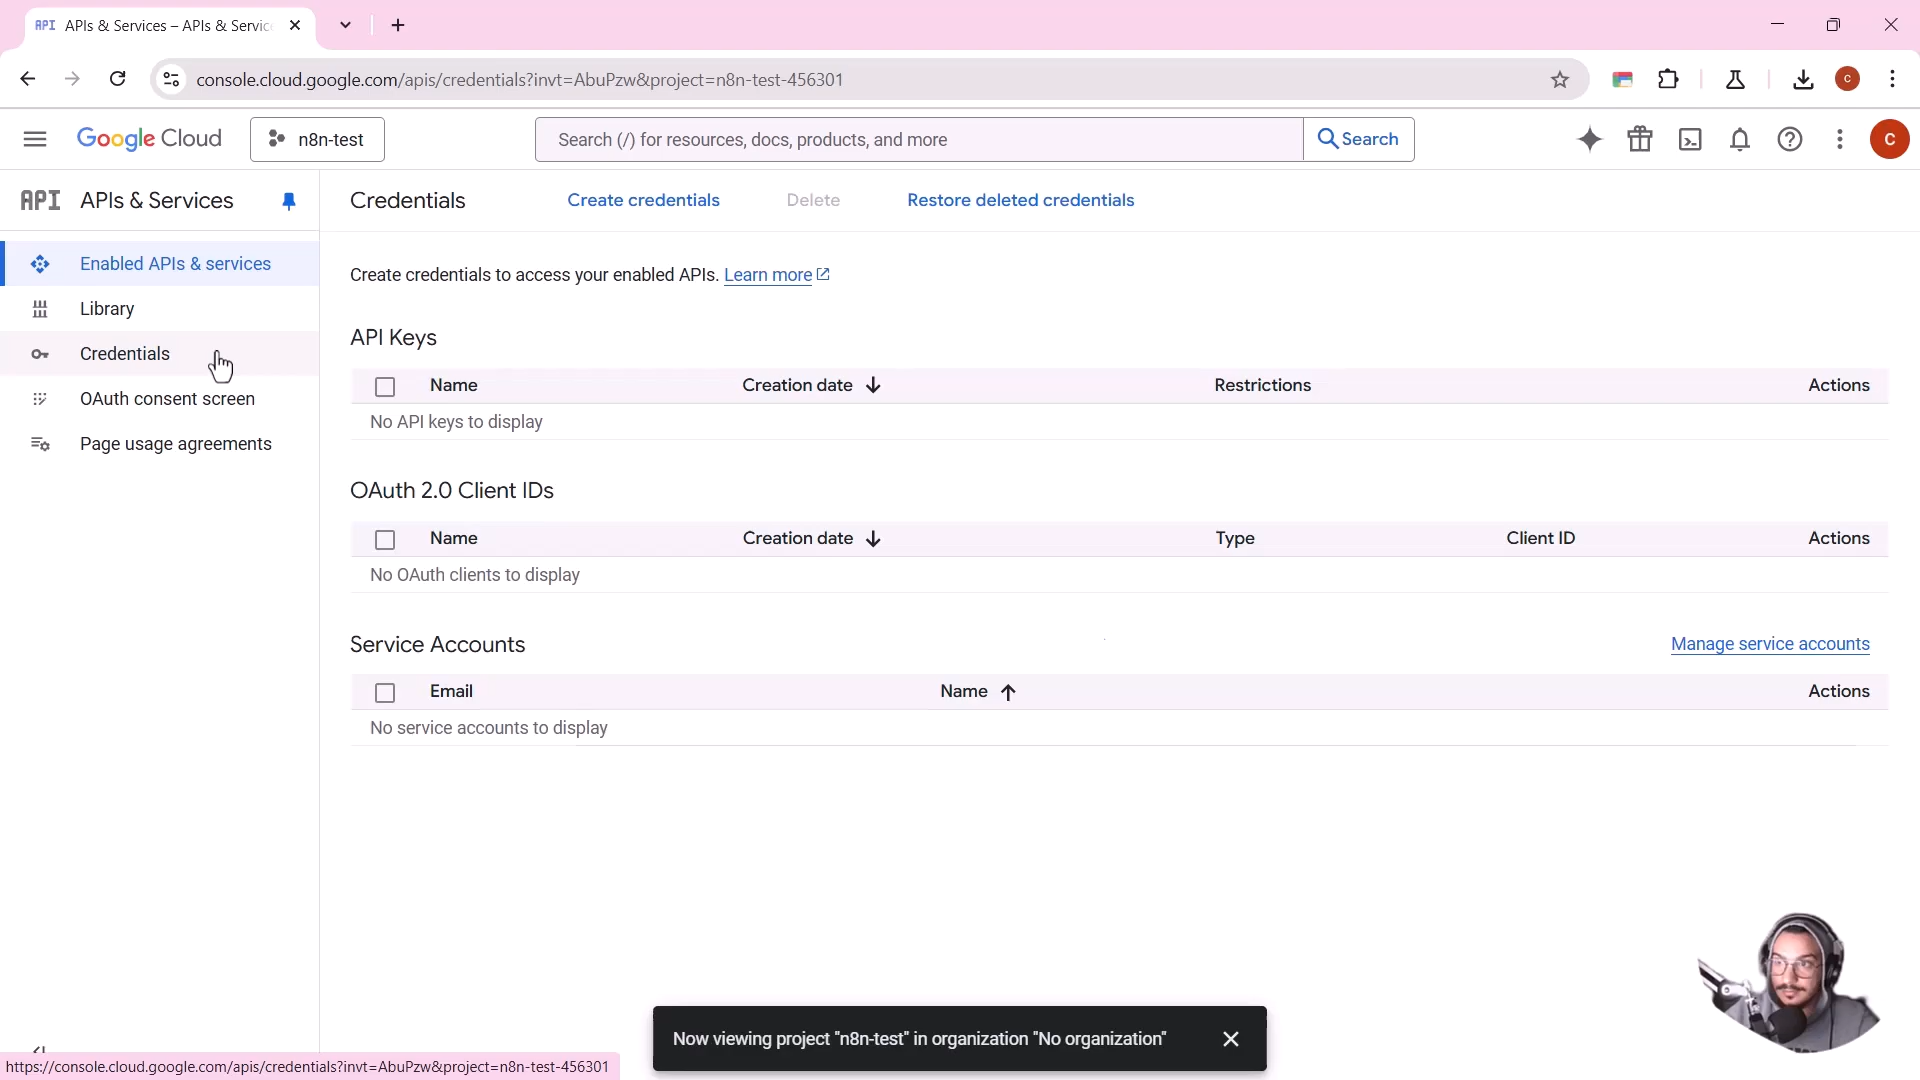 API APIs & Services – APIs & Servic
console.cloud.google.com/apis/credentials?invt=AbuPzw&project=n8n-test-456301
C
Google Cloud
n8n-test
Search (/) for resources, docs, products, and more
Search
C
API APIs & Services
Credentials
Create credentials
Delete
Restore deleted credentials
Enabled APIs & services
Library
Credentials
OAuth consent screen
Page usage agreements
Create credentials to access your enabled APIs. Learn more
API Keys
Name Creation date Restrictions Actions
No API keys to display
OAuth 2.0 Client IDs
Name Creation date Type Client ID Actions
No OAuth clients to display
Service Accounts
Manage service accounts
Email Name Actions
No service accounts to display
Now viewing project "n8n-test" in organization "No organization"
https://console.cloud.google.com/apis/credentials?invt=AbuPzw&project=n8n-test-456301